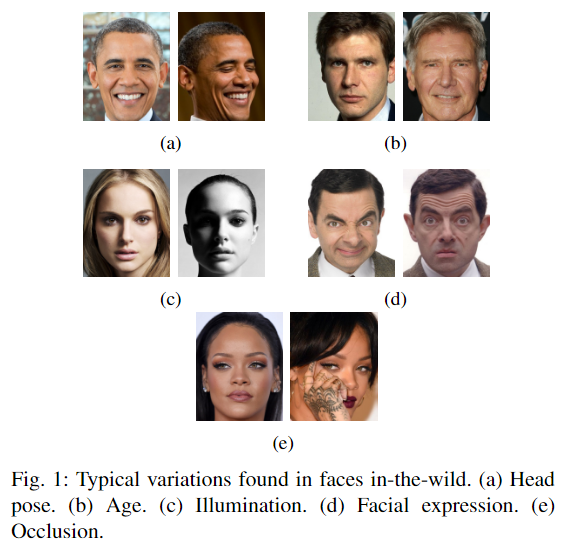 (a)
(b)
(c)
(d)
(e)
Fig. 1: Typical variations found in faces in-the-wild. (a) Head
pose. (b) Age. (c) Illumination. (d) Facial expression. (e)
Occlusion.